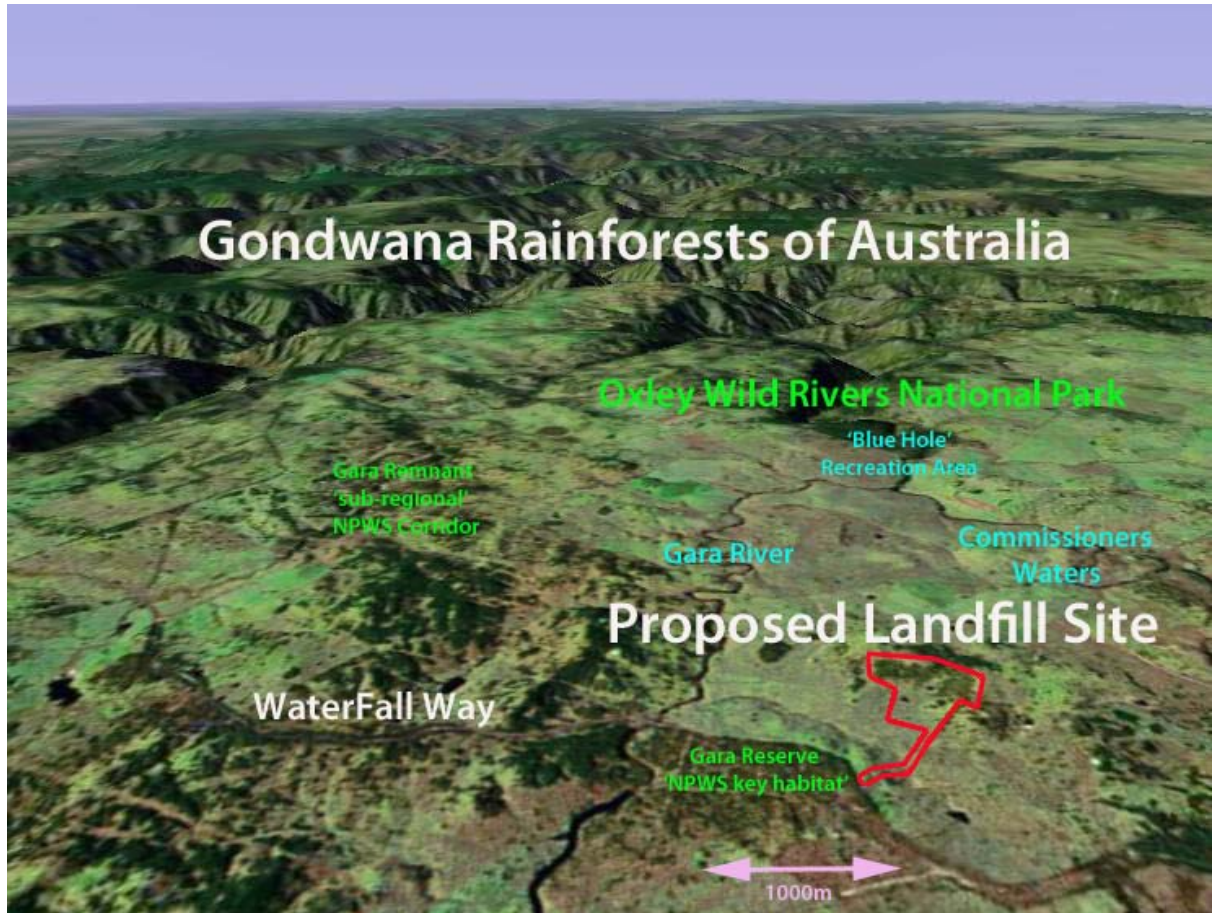 Gondwana Rainforests of Australia
Oxley Wild Rivers National Park
'Blue Hole'
Recreation Area
Gara Remnant
'sub-regional'
NPWS Corridor
Gara River
Commissioners
Waters
Proposed Landfill Site
WaterFall Way
Gara Reserve
'NPWS key habitat'
1000m